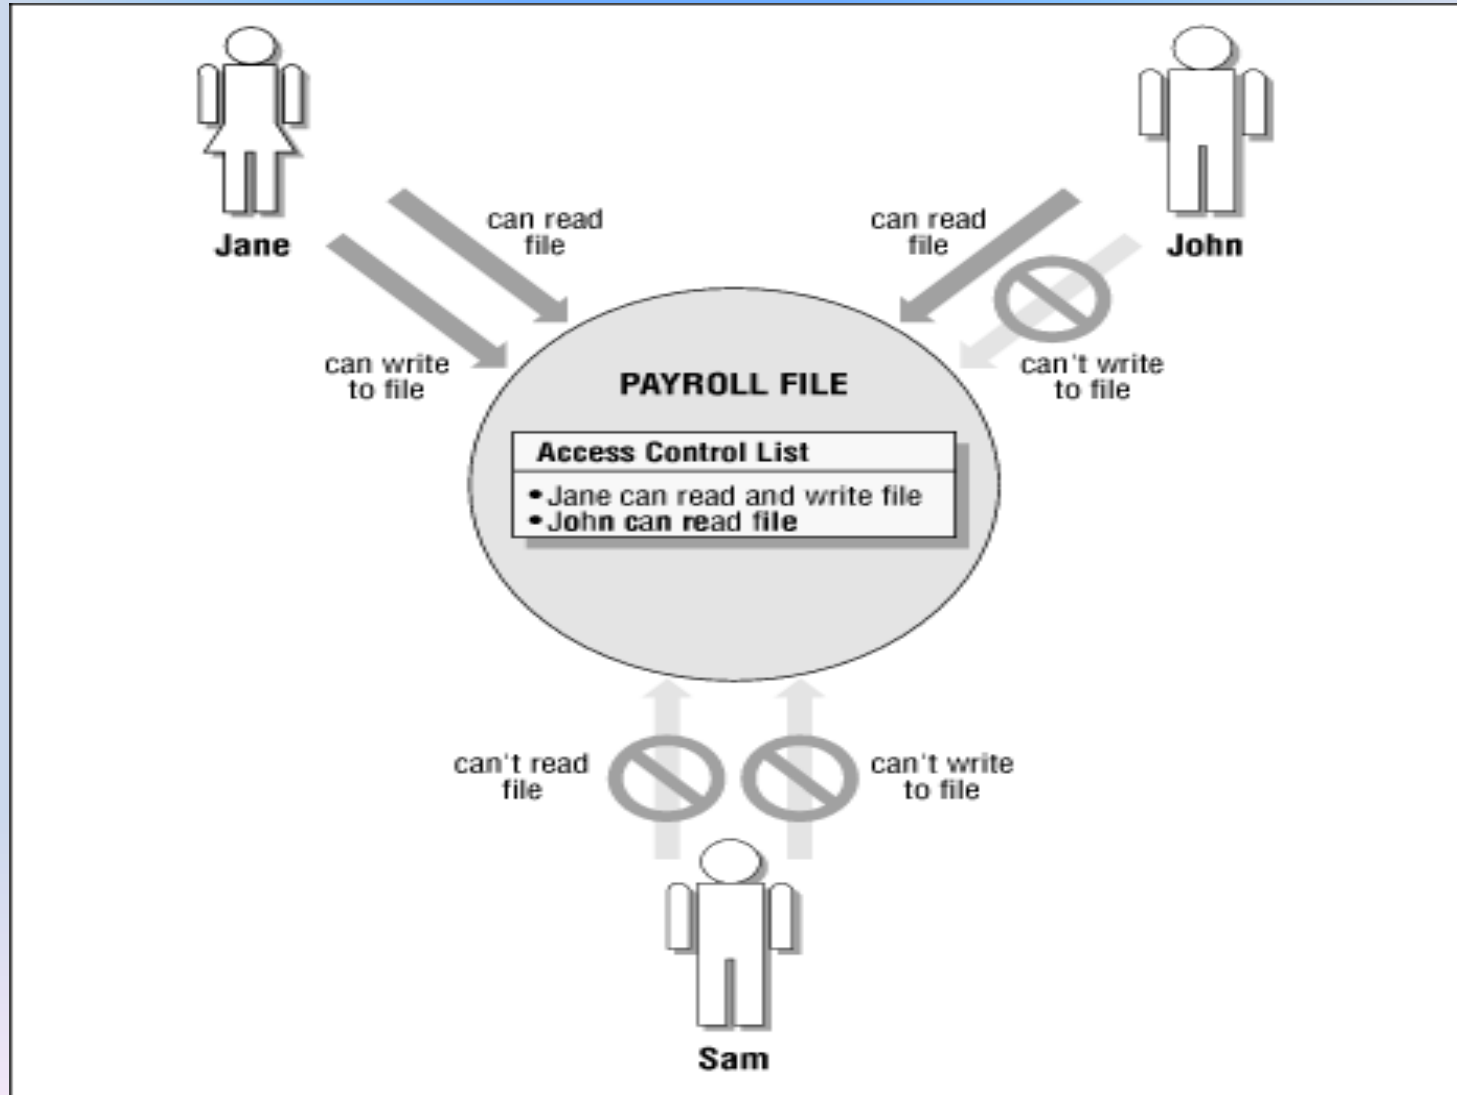 Jane
John
can read
file
can read
file
can write
to file
can't write
to file
PAYROLL FILE
Access Control List
•Jane can read and write file
•John can read file
can't read
file
can't write
to file
Sam